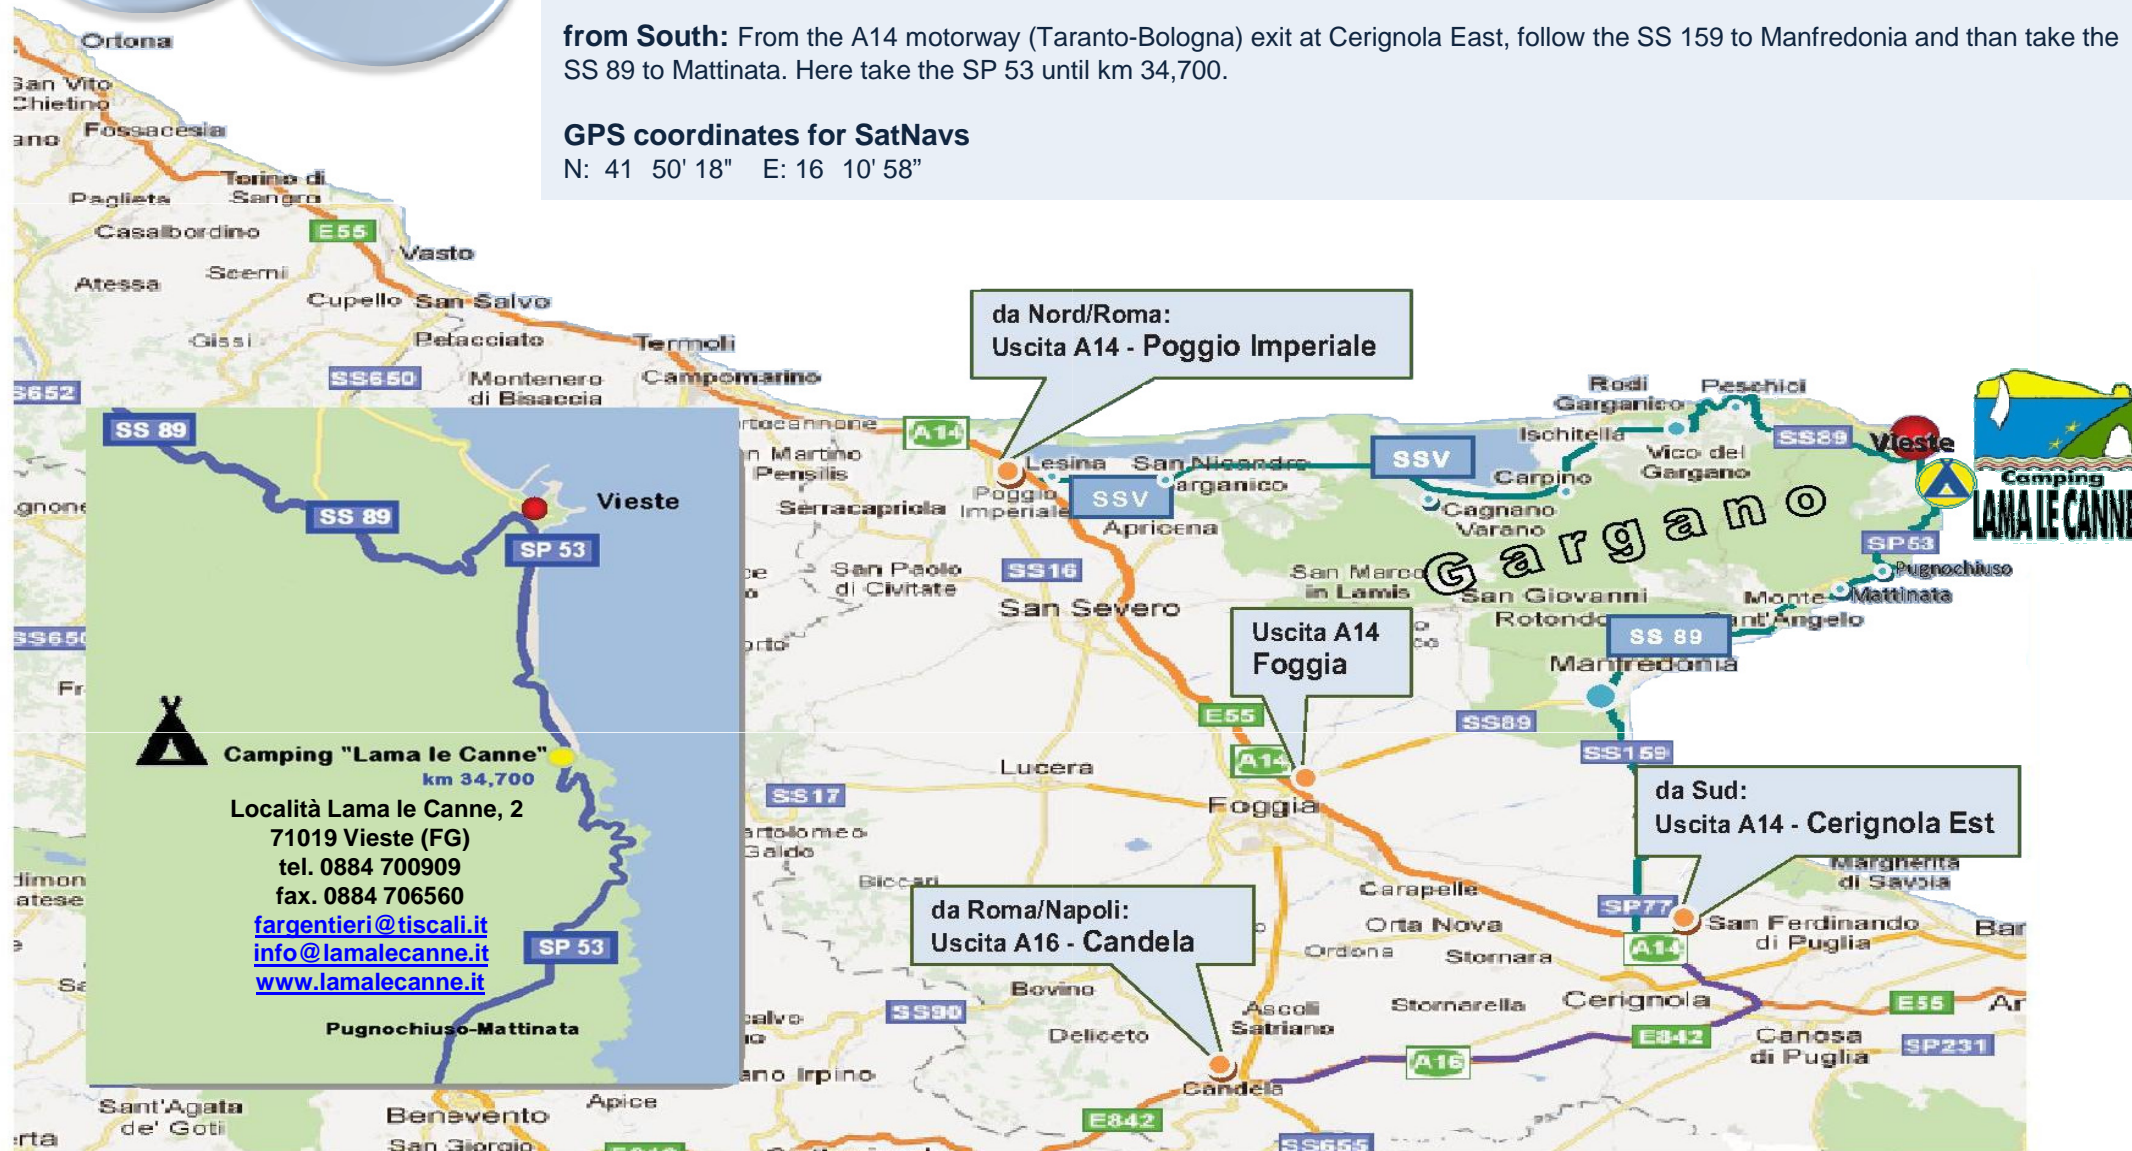 from South: From the A14 motorway (Taranto-Bologna) exit at Cerignola East, follow the SS 159 to Manfredonia and than take the
SS 89 to Mattinata. Here take the SP 53 until km 34,700.
GPS coordinates for SatNavs
N: 41 50' 18" E: 16 10' 58”
Ortona
San Vito
Chietino
Fossacesia
Torino di
Sangro
Paglieta
Casalbordino
E55
Vasto
Atessa
Scerni
Cupello
San Salvo
Gissi
Petacciato
Termoli
SS650
Montenero
di Bisaccia
Campomarino
da Nord/Roma:
Uscita A14 - Poggio Imperiale
Rodi
Garganico
Peschici
Ischitella
Vico del
Gargano
SS89
Vieste
Camping
LAMA LE CANNE
A14
Lesina
San Nicandro
Garganico
SSV
SSV
Carpino
Cagnano
Varano
Poggio
Imperiale
Serracapriola
Apricena
Gargano
SP53
Pugnochiuso
Mattinata
Monte
Sant'Angelo
San Paolo
di Civitate
SS16
San Severo
San Marco
in Lamis
San Giovanni
Rotondo
SS 89
Manfredonia
Uscita A14
Foggia
E55
SS89
SS159
A14
Lucera
Foggia
SS17
da Sud:
Uscita A14 - Cerignola Est
Margherita
di Savoia
Biccari
Carapelle
SP77
San Ferdinando
di Puglia
Bar
Orta Nova
Ordona
Stornara
A14
da Roma/Napoli:
Uscita A16 - Candela
Bovino
SS90
Deliceto
Ascoli
Satriano
Stornarella
Cerignola
E55
E842
Canosa
di Puglia
SP231
A16
Candela
E842
SS655
SS 89
SS 89
Vieste
SP 53
Camping "Lama le Canne"
km 34,700
Località Lama le Canne, 2
71019 Vieste (FG)
tel. 0884 700909
fax. 0884 706560
fargentieri@tiscali.it
info@lamalecanne.it
www.lamalecanne.it
SP 53
Pugnochiuso-Mattinata
Sant'Agata
de' Goti
Benevento
Apice
San Giorgio